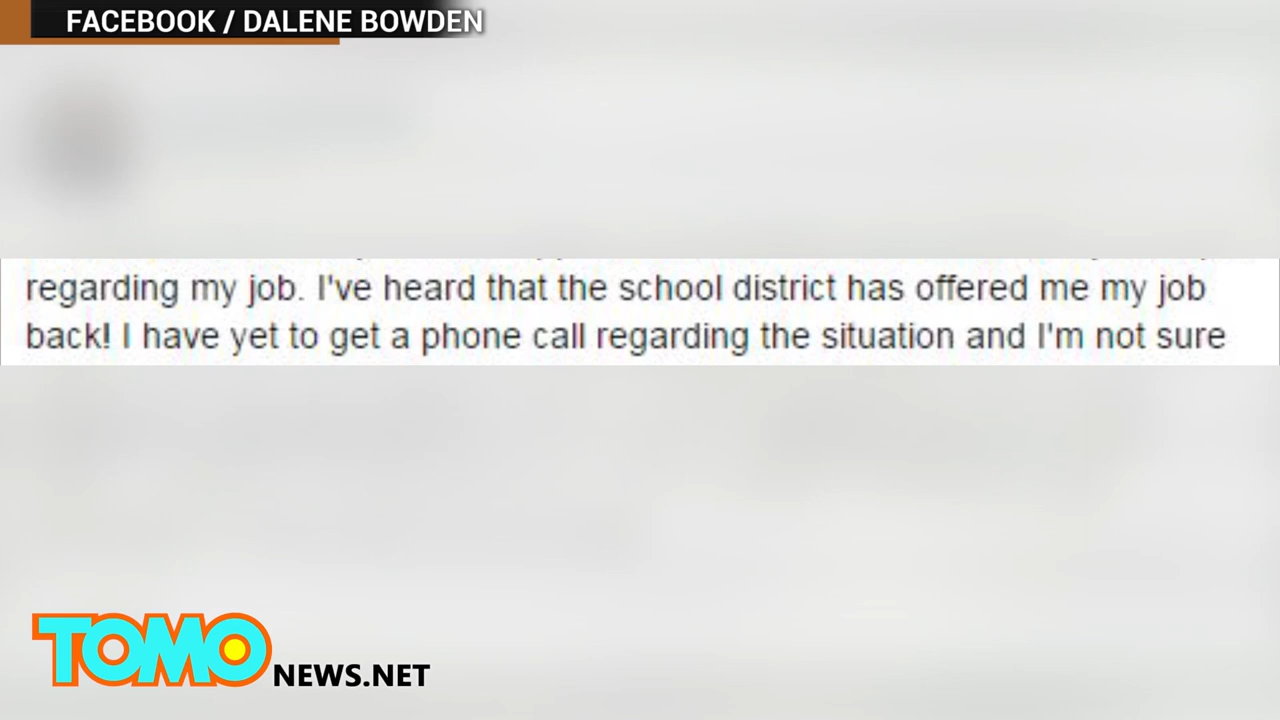 FACEBOOK / DALENE BOWDEN
regarding my job. I've heard that the school district has offered me my job
back! I have yet to get a phone call regarding the situation and I'm not sure
TOMO NEWS.NET